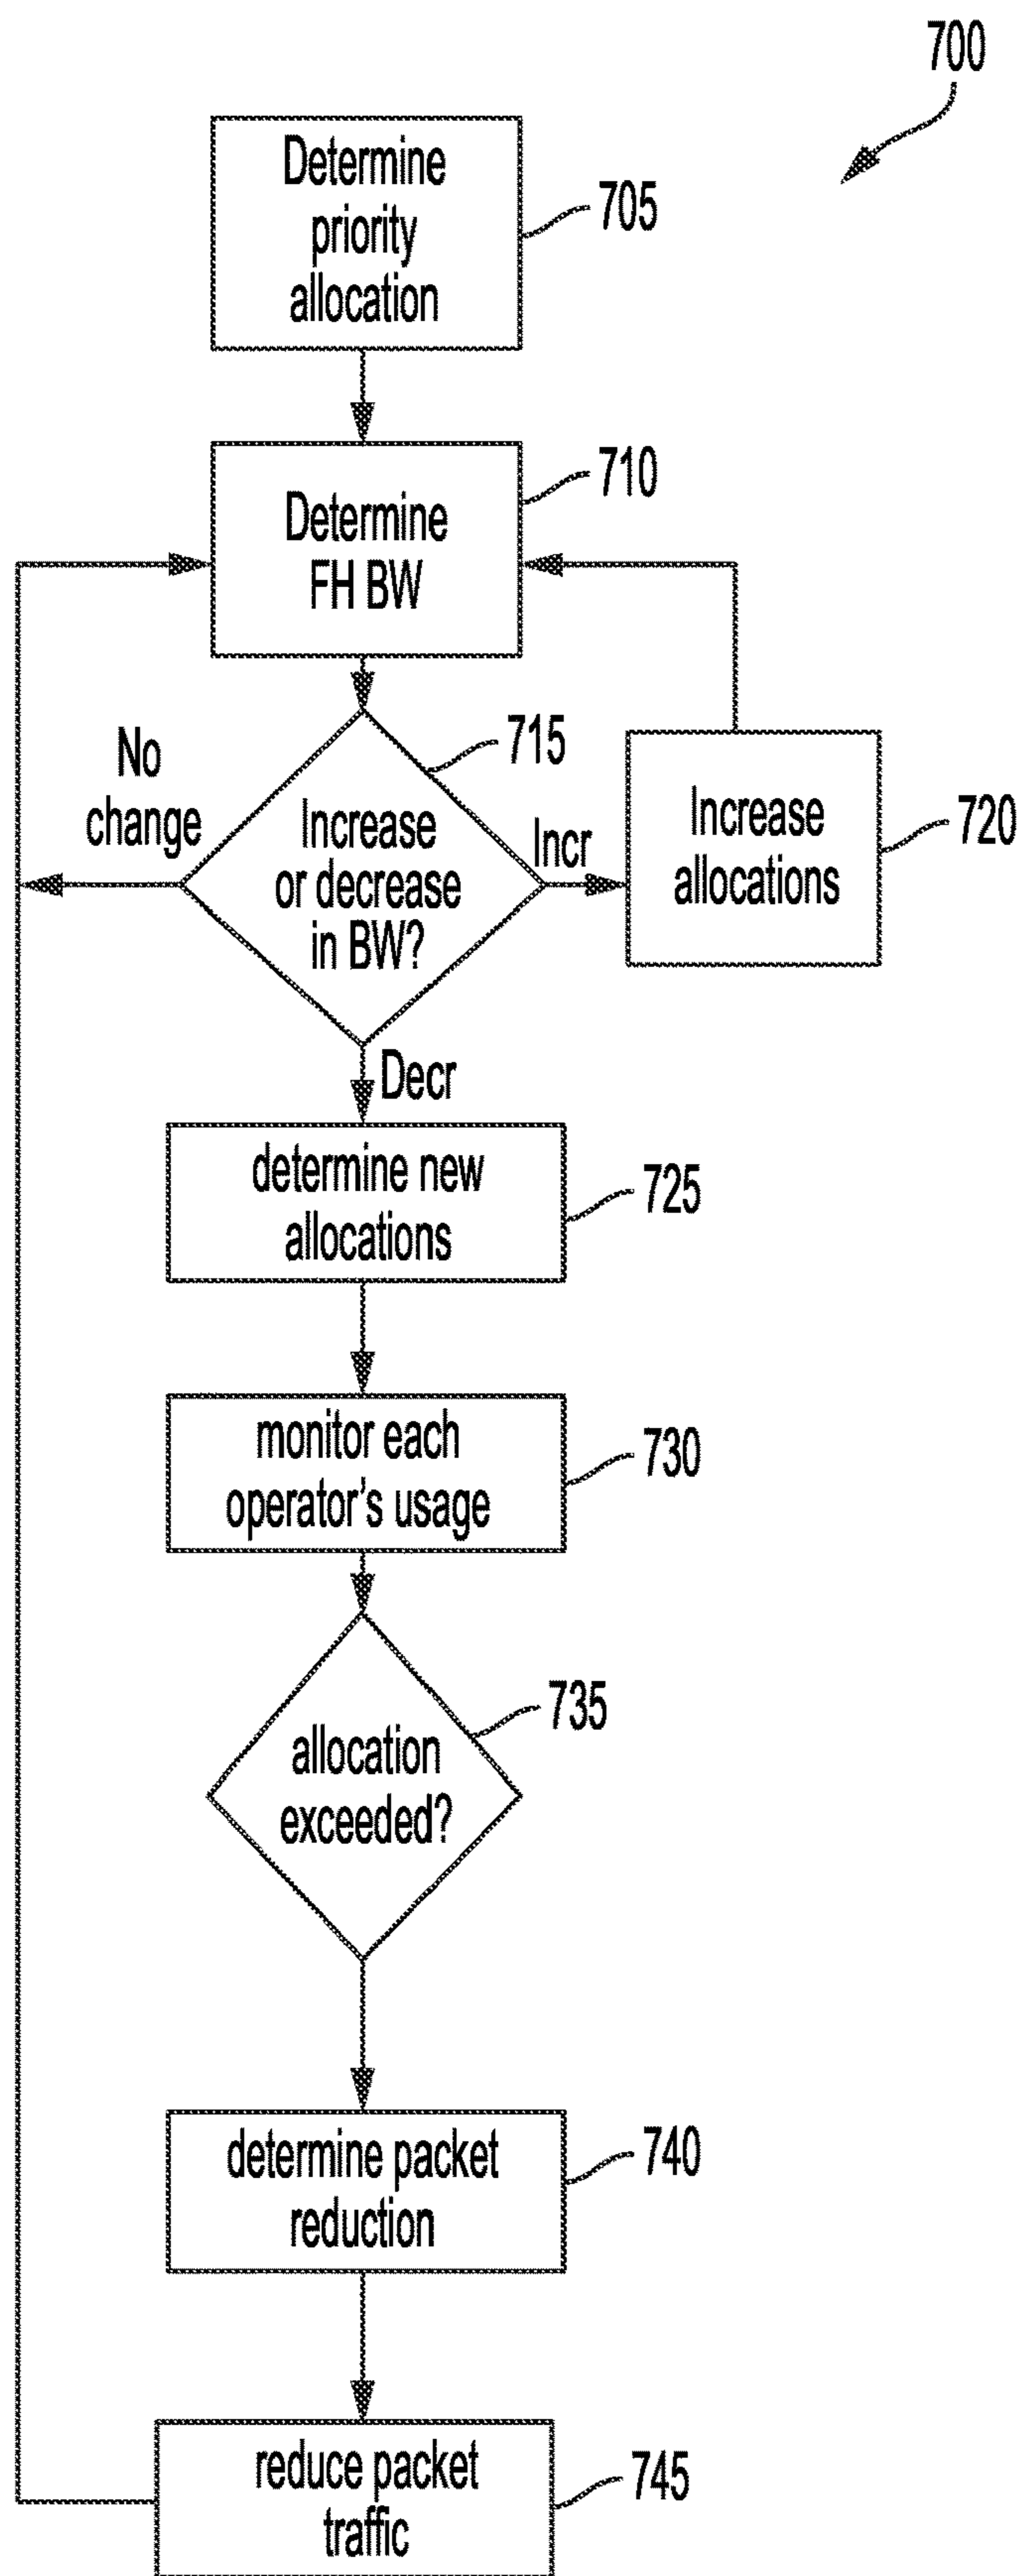 700
Determine
priority
allocation
705
Determine
FH BW
710
No
change
Increase
or decrease
in BW?
715
Incr
Increase
allocations
720
Decr
determine new
allocations
725
monitor each
operator's usage
730
allocation
exceeded?
735
determine packet
reduction
740
reduce packet
traffic
745